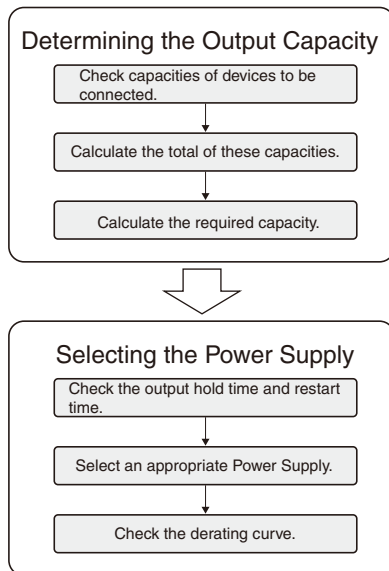 Determining the Output Capacity
Check capacities of devices to be
connected.
Calculate the total of these capacities.
Calculate the required capacity.
Selecting the Power Supply
Check the output hold time and restart
time.
Select an appropriate Power Supply.
Check the derating curve.